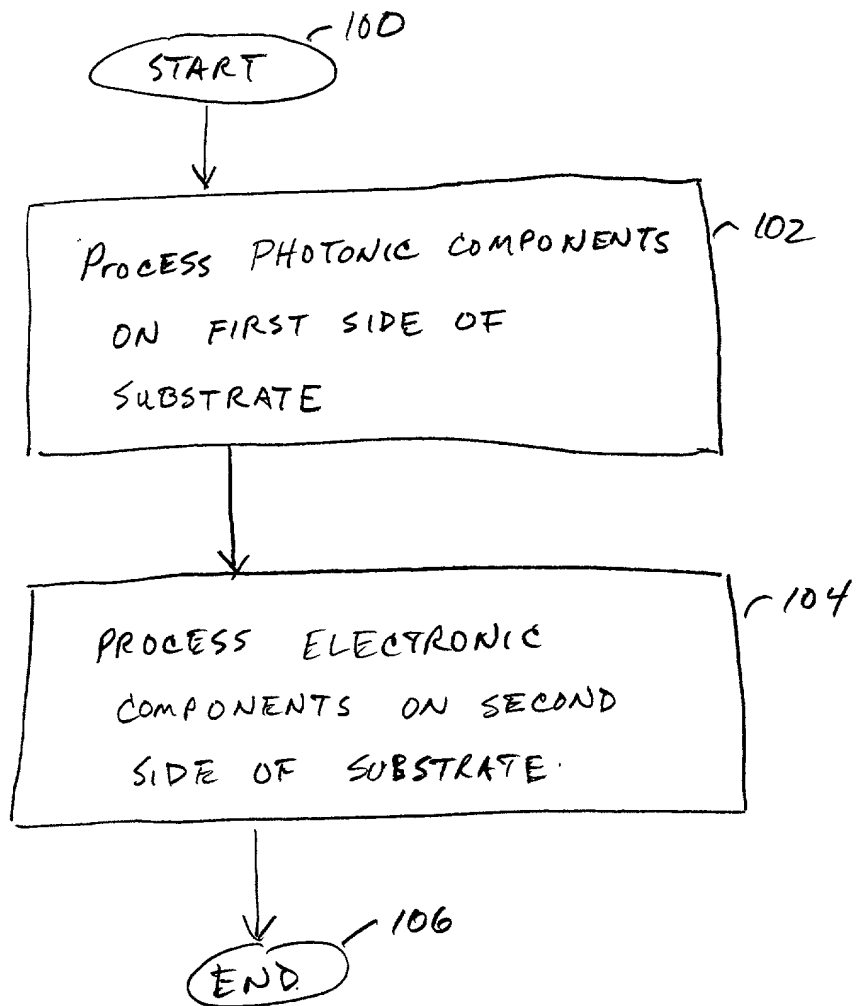 100
START
102
PROCESS PHOTONIC COMPONENTS
ON FIRST SIDE OF
SUBSTRATE
104
PROCESS ELECTRONIC
COMPONENTS ON SECOND
SIDE OF SUBSTRATE.
106
END